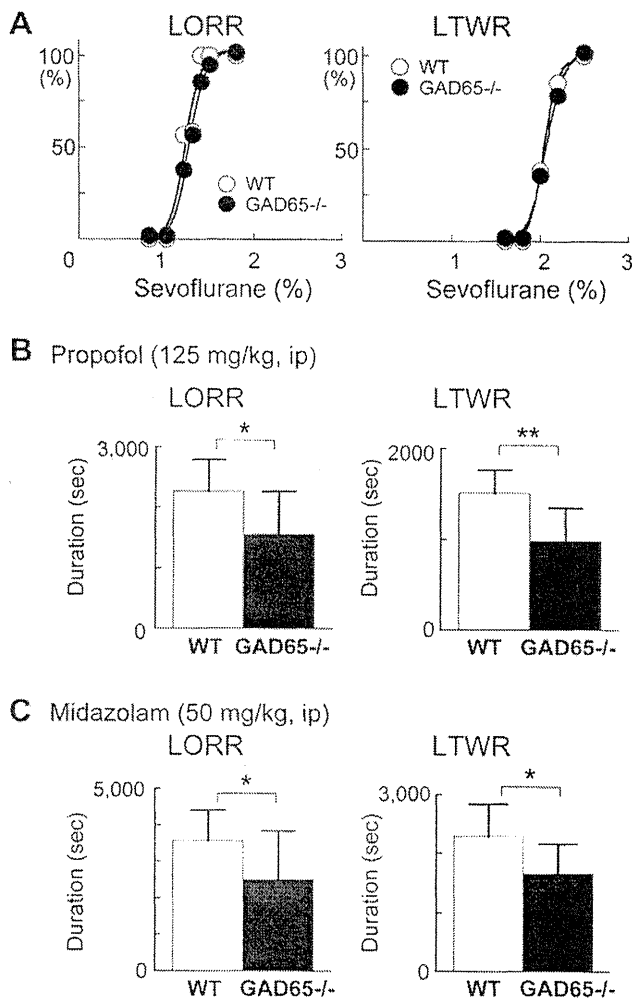 A
LORR
LTWR
100
(%)
50
WT
GAD65-/-
0 1 2 3
Sevoflurane (%)
100
(%)
50
WT
GAD65-/-
1 2 3
Sevoflurane (%)
B Propofol (125 mg/kg, ip)
LORR
LTWR
*
**
3,000
Duration (sec)
0
WT GAD65-/-
2000
Duration (sec)
0
WT GAD65-/-
C Midazolam (50 mg/kg, ip)
LORR
LTWR
*
*
5,000
Duration (sec)
0
WT GAD65-/-
3,000
Duration (sec)
0
WT GAD65-/-